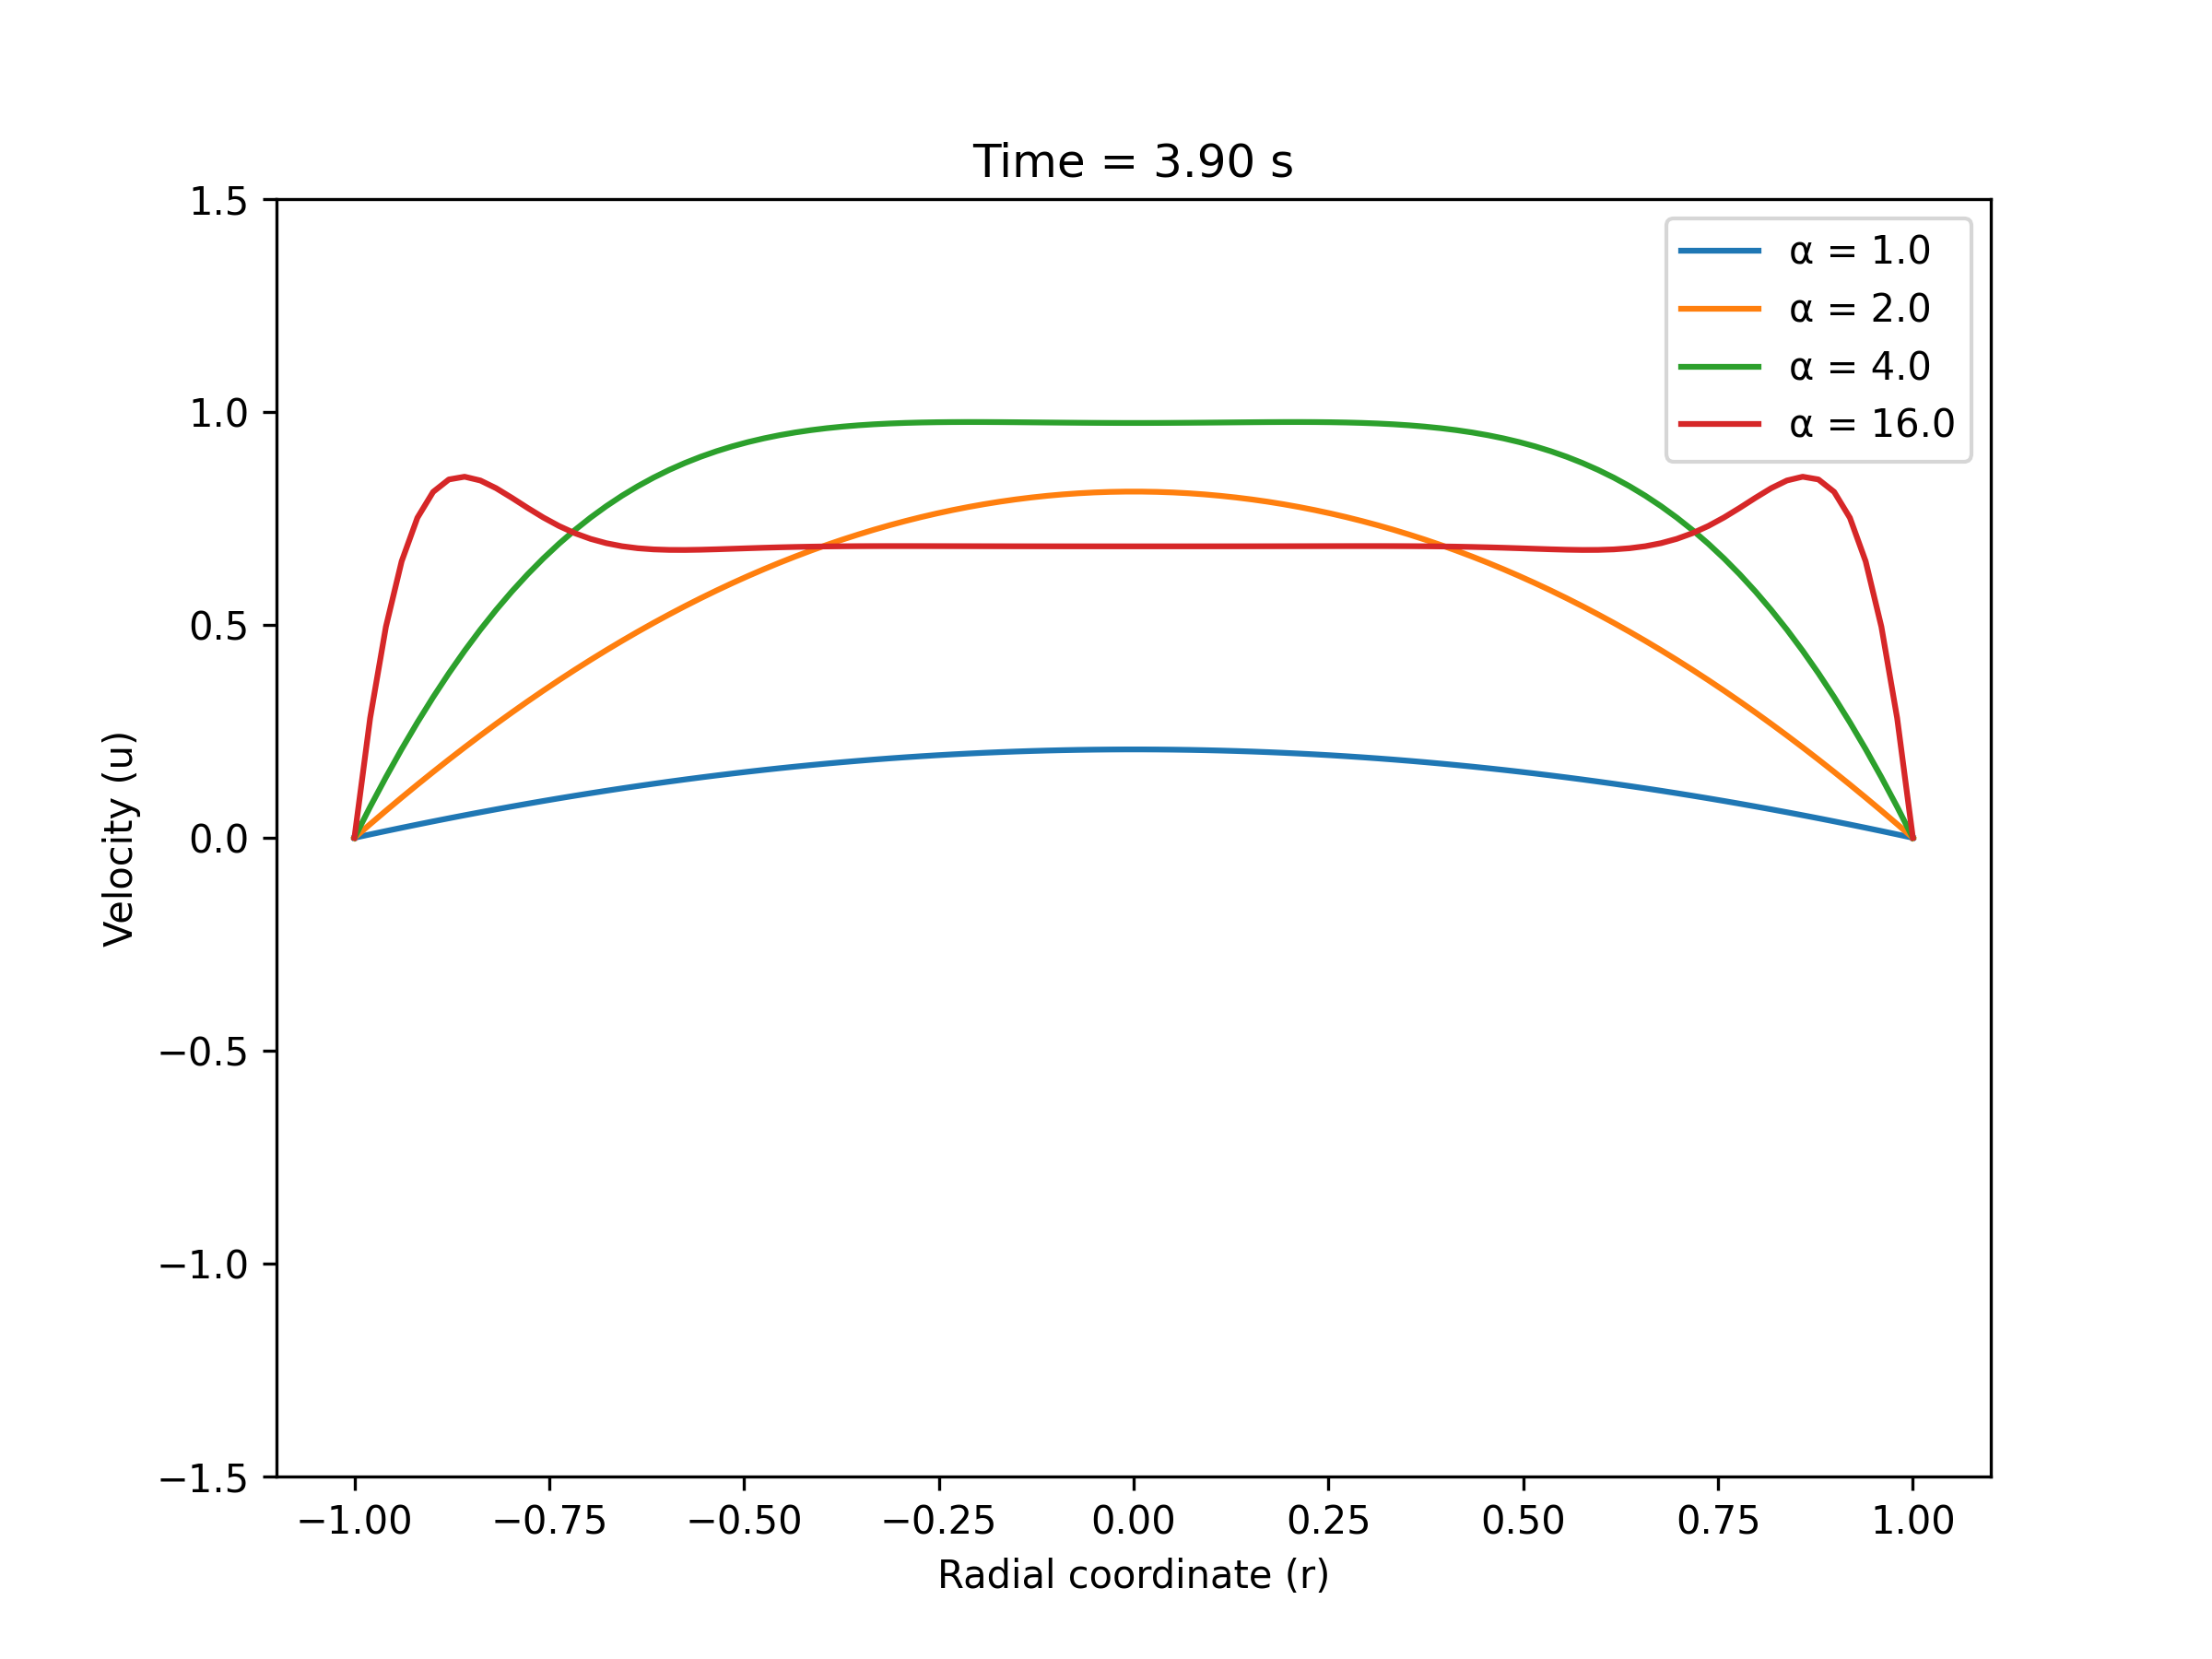 Time = 3.90 s
α = 1.0
α = 2.0
α = 4.0
α = 16.0
Velocity (u)
1.5
1.0
0.5
0.0
−0.5
−1.0
−1.5
−1.00 −0.75 −0.50 −0.25 0.00 0.25 0.50 0.75 1.00
Radial coordinate (r)